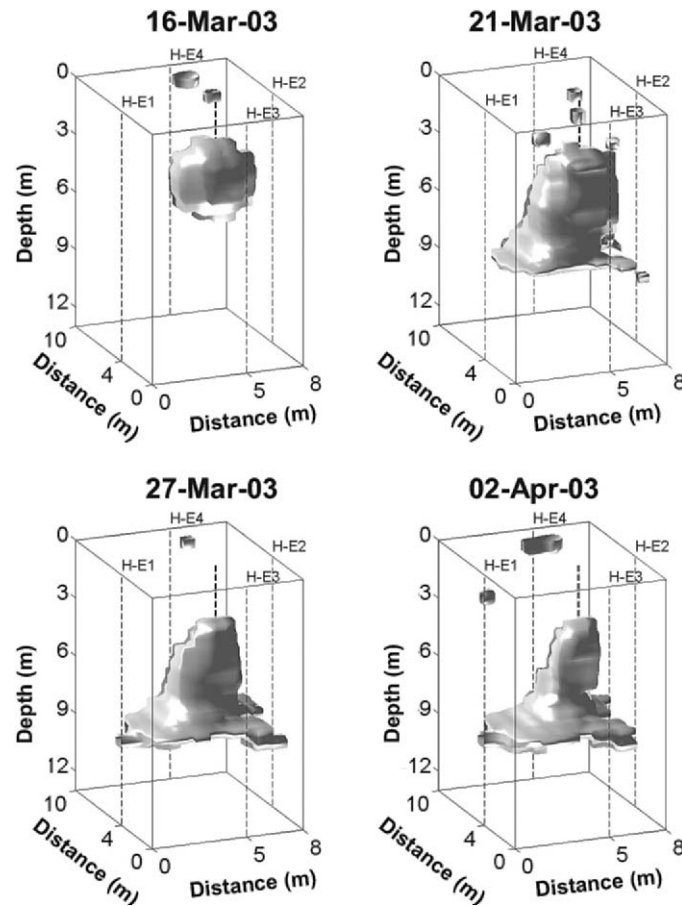 16-Mar-03
H-E4
H-E1
H-E2
H-E3
0
3
6
9
12
Depth (m)
10
4
0
Distance (m)
0
5
8
Distance (m)
21-Mar-03
H-E4
H-E1
H-E2
H-E3
0
3
6
9
12
Depth (m)
10
4
0
Distance (m)
0
5
8
Distance (m)
27-Mar-03
H-E4
H-E1
H-E2
H-E3
0
3
6
9
12
Depth (m)
10
4
0
Distance (m)
0
5
8
Distance (m)
02-Apr-03
H-E4
H-E1
H-E2
H-E3
0
3
6
9
12
Depth (m)
10
4
0
Distance (m)
0
5
8
Distance (m)